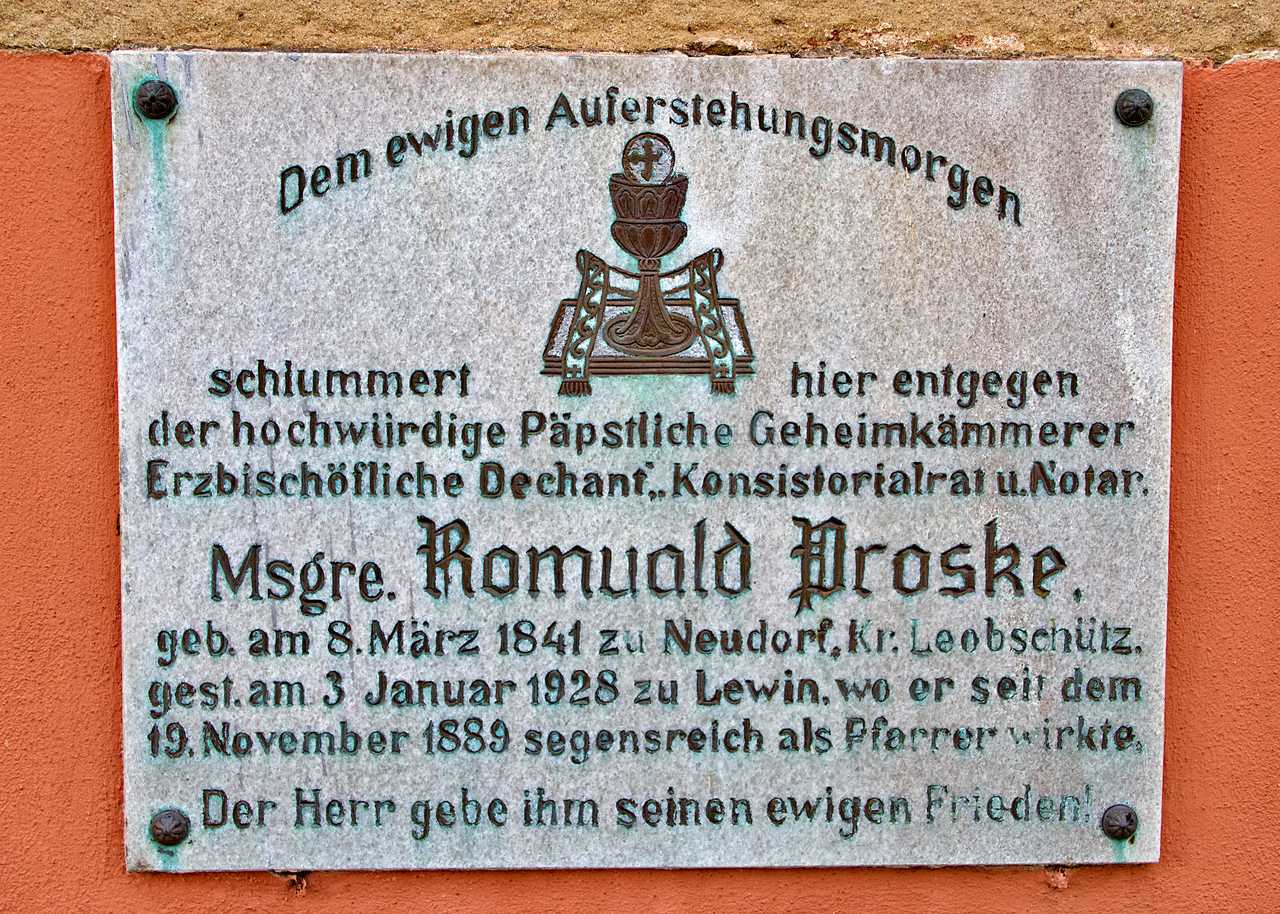 Dem ewigen Auferstehungsmorgen
schlummert hier entgegen
der hochwürdige Päpstliche Geheimkämmerer
Erzbischöfliche Dechant, Konsistorialrat u. Notar.
Msgre. Romuald Proske.
geb. am 8. März 1841 zu Neudorf, Kr. Leobschütz.
gest. am 3 Januar 1928 zu Lewin, wo er seit dem
19. November 1889 segensreich als Pfarrer wirkte.
Der Herr gebe ihm seinen ewigen Frieden!